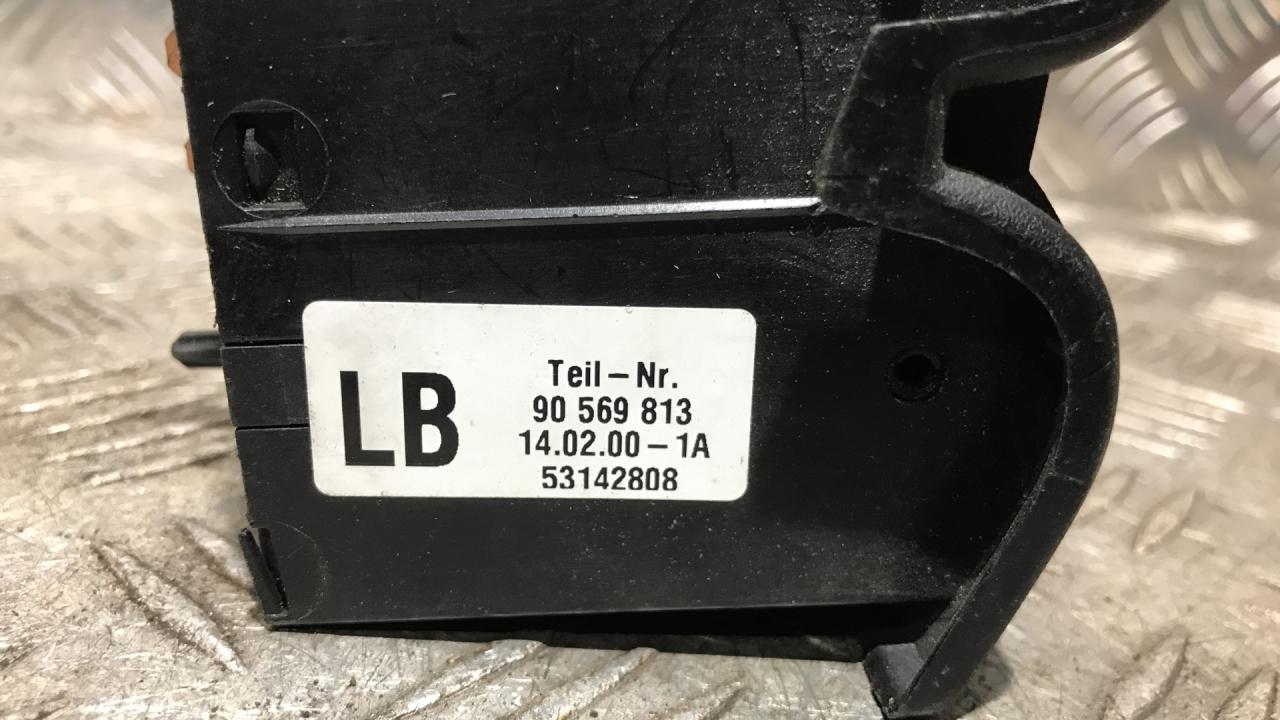 LB
Teil – Nr.
90 569 813
14.02.00 – 1A
53142808